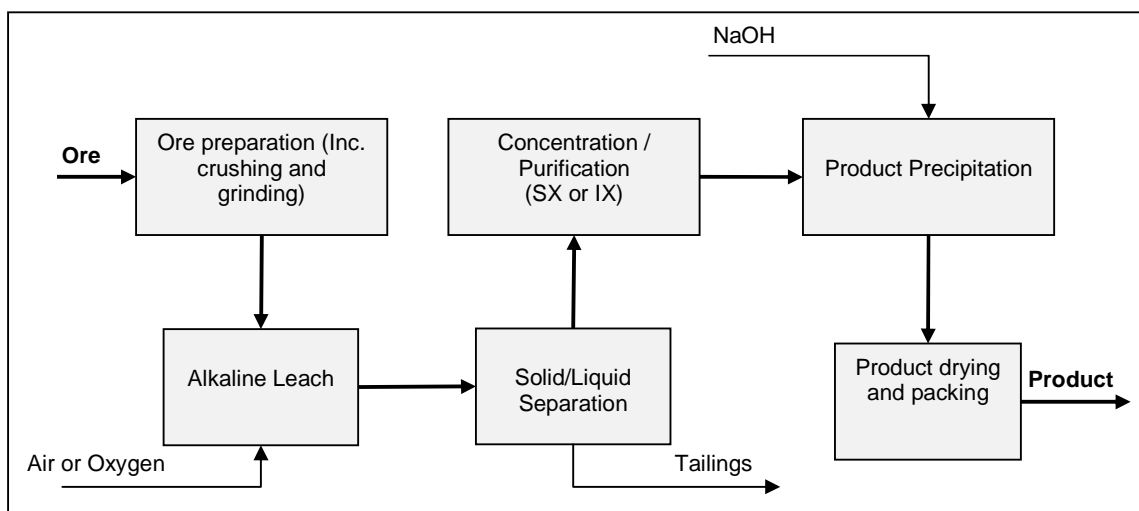 NaOH
Ore
Ore preparation (Inc.
crushing and
grinding)
Concentration /
Purification
(SX or IX)
Product Precipitation
Alkaline Leach
Solid/Liquid
Separation
Product drying
and packing
Product
Air or Oxygen
Tailings